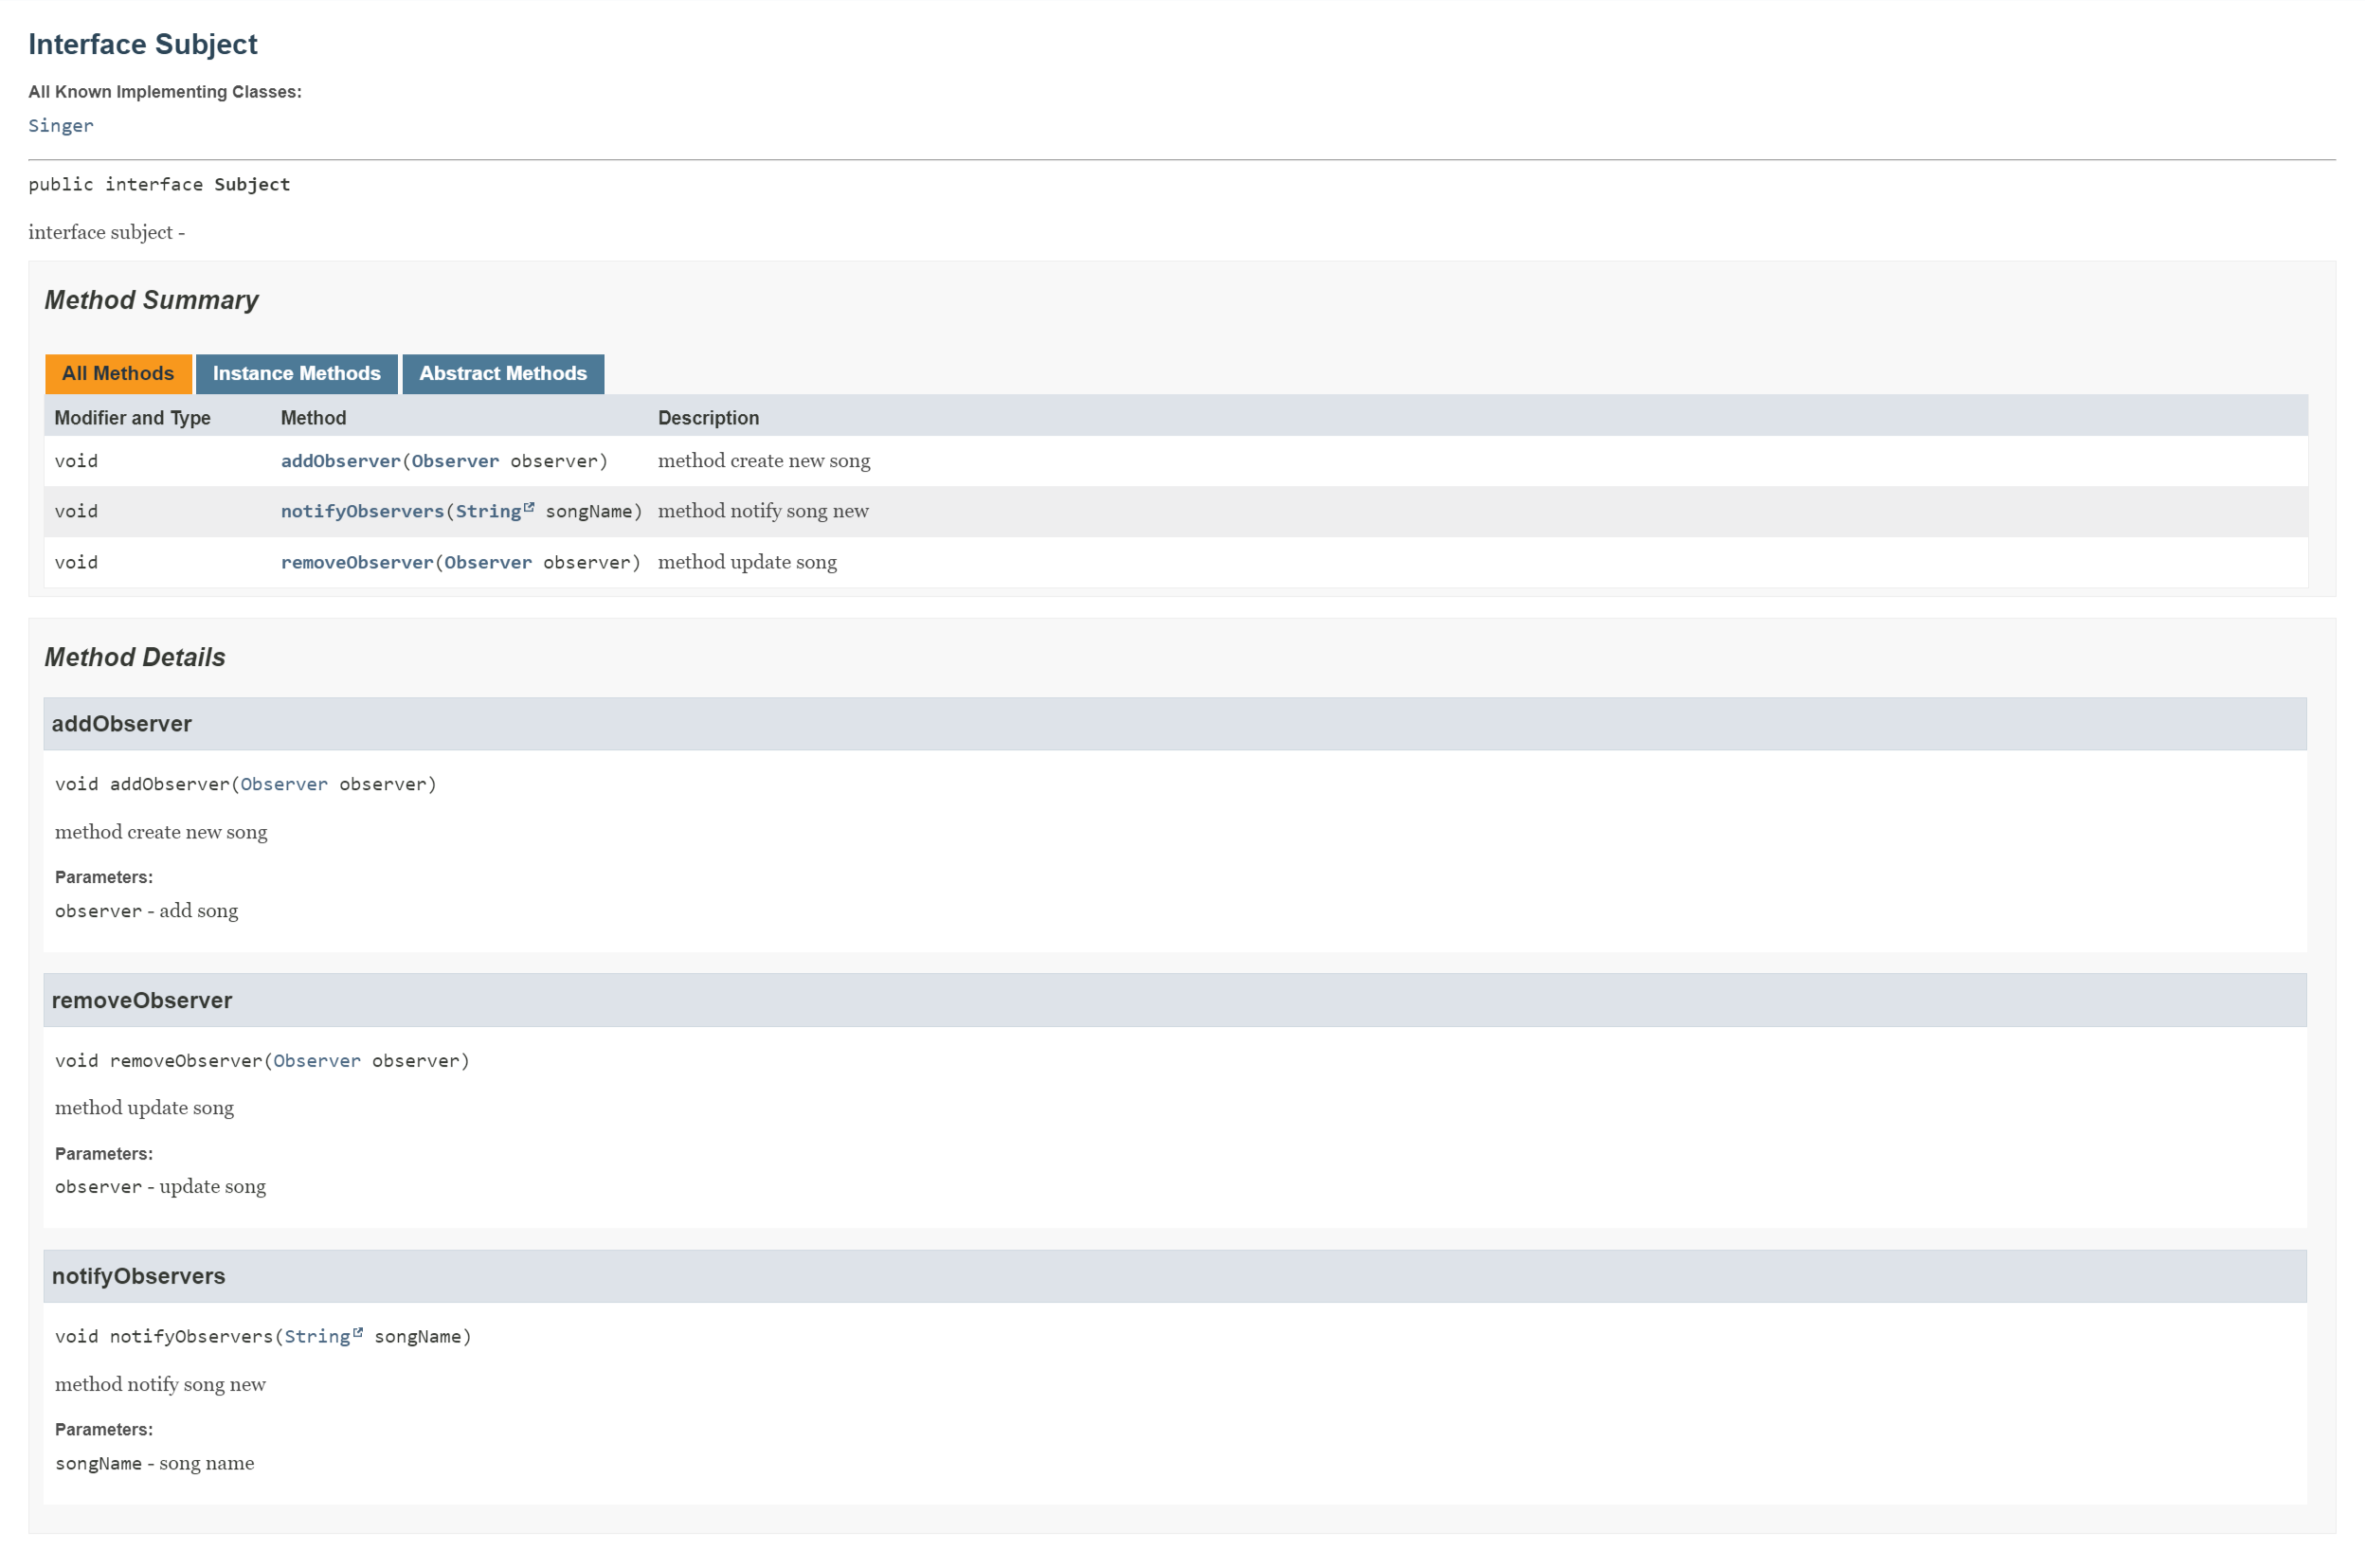 Interface Subject
All Known Implementing Classes:
Singer
public interface Subject
interface subject -
Method Summary
All Methods Instance Methods Abstract Methods
Modifier and Type Method Description
void addObserver(Observer observer) method create new song
void notifyObservers(String songName) method notify song new
void removeObserver(Observer observer) method update song
Method Details
addObserver
void addObserver(Observer observer)
method create new song
Parameters:
observer - add song
removeObserver
void removeObserver(Observer observer)
method update song
Parameters:
observer - update song
notifyObservers
void notifyObservers(String songName)
method notify song new
Parameters:
songName - song name